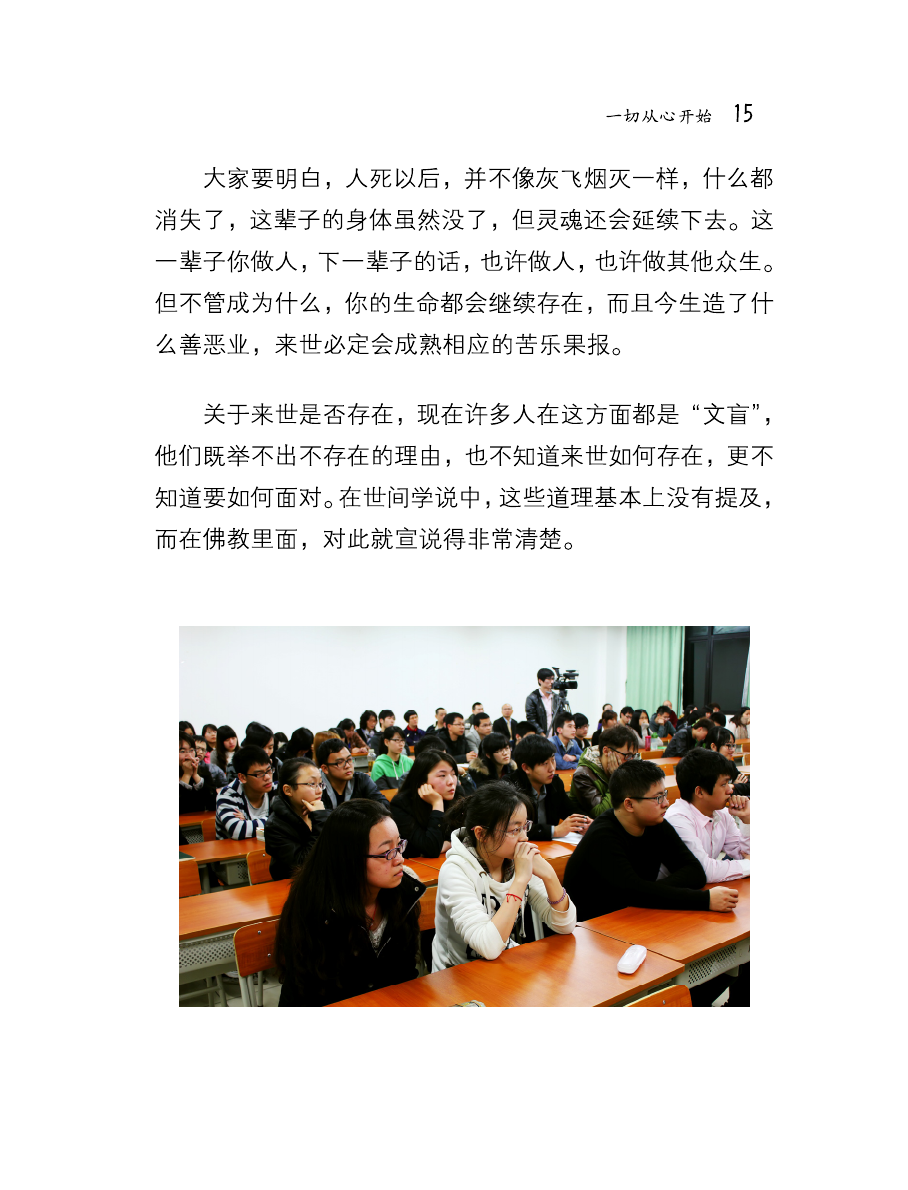 一切从心开始 15
大家要明白，人死以后，并不像灰飞烟灭一样，什么都
消失了，这辈子的身体虽然没了，但灵魂还会延续下去。这
一辈子你做人，下一辈子的话，也许做人，也许做其他众生。
但不管成为什么，你的生命都会继续存在，而且今生造了什
么善恶业，来世必定会成熟相应的苦乐果报。
关于来世是否存在，现在许多人在这方面都是“文盲”，
他们既举不出不存在的理由，也不知道来世如何存在，更不
知道要如何面对。在世间学说中，这些道理基本上没有提及，
而在佛教里面，对此就宣说得非常清楚。